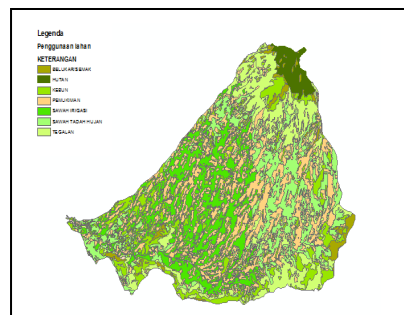 Legenda
Penggunaan lahan
KETERANGAN
BELUKAR/SEMAK
HUTAN
KEBUN
PEMUKIMAN
SAWAH IRIGASI
SAWAH TADAH HUJAN
TEGALAN